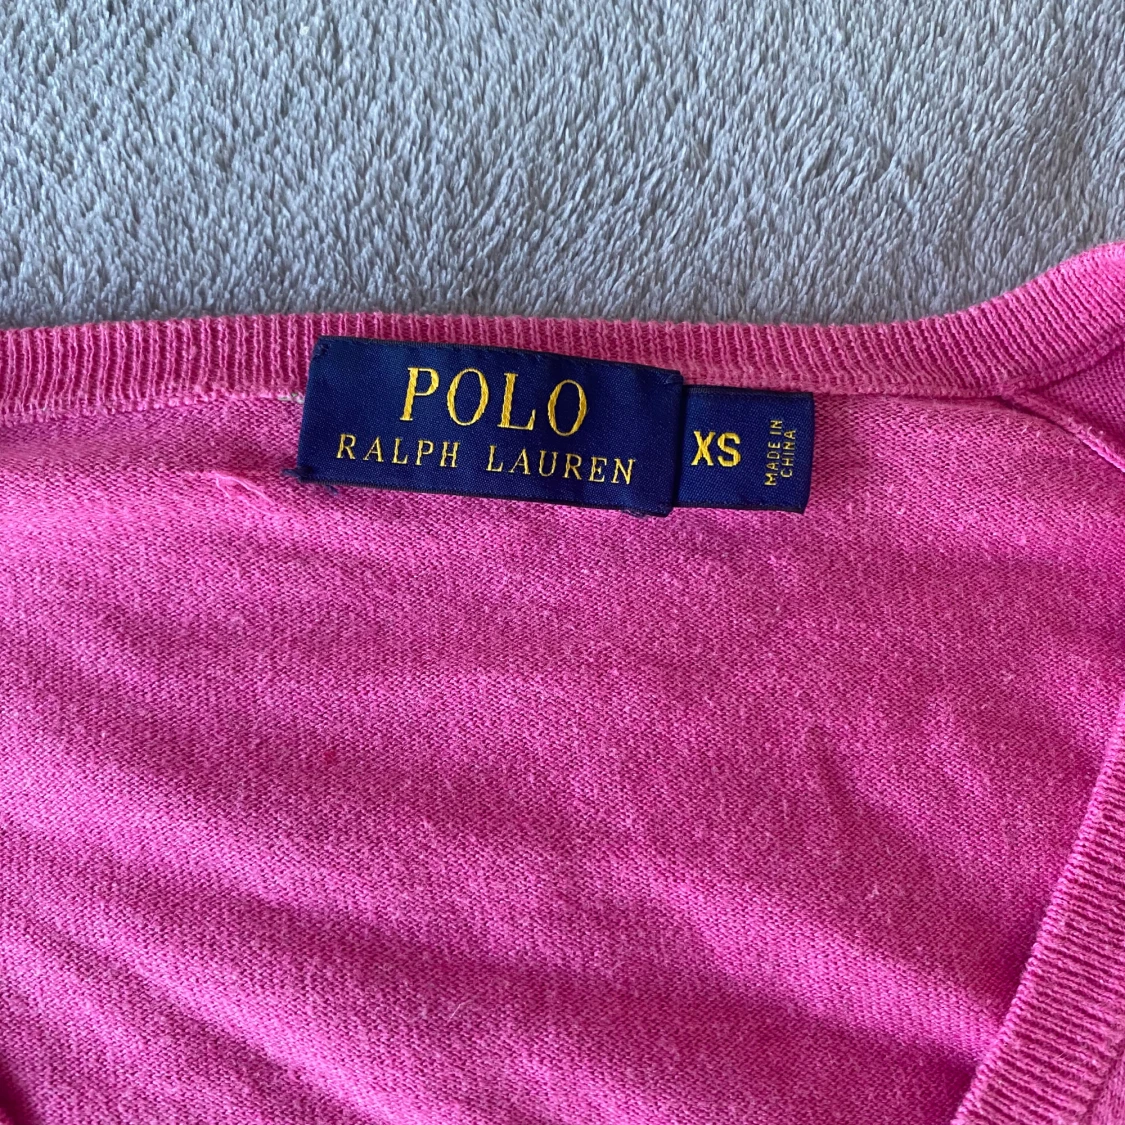 POLO
RALPH LAUREN
XS
MADE IN
CHINA